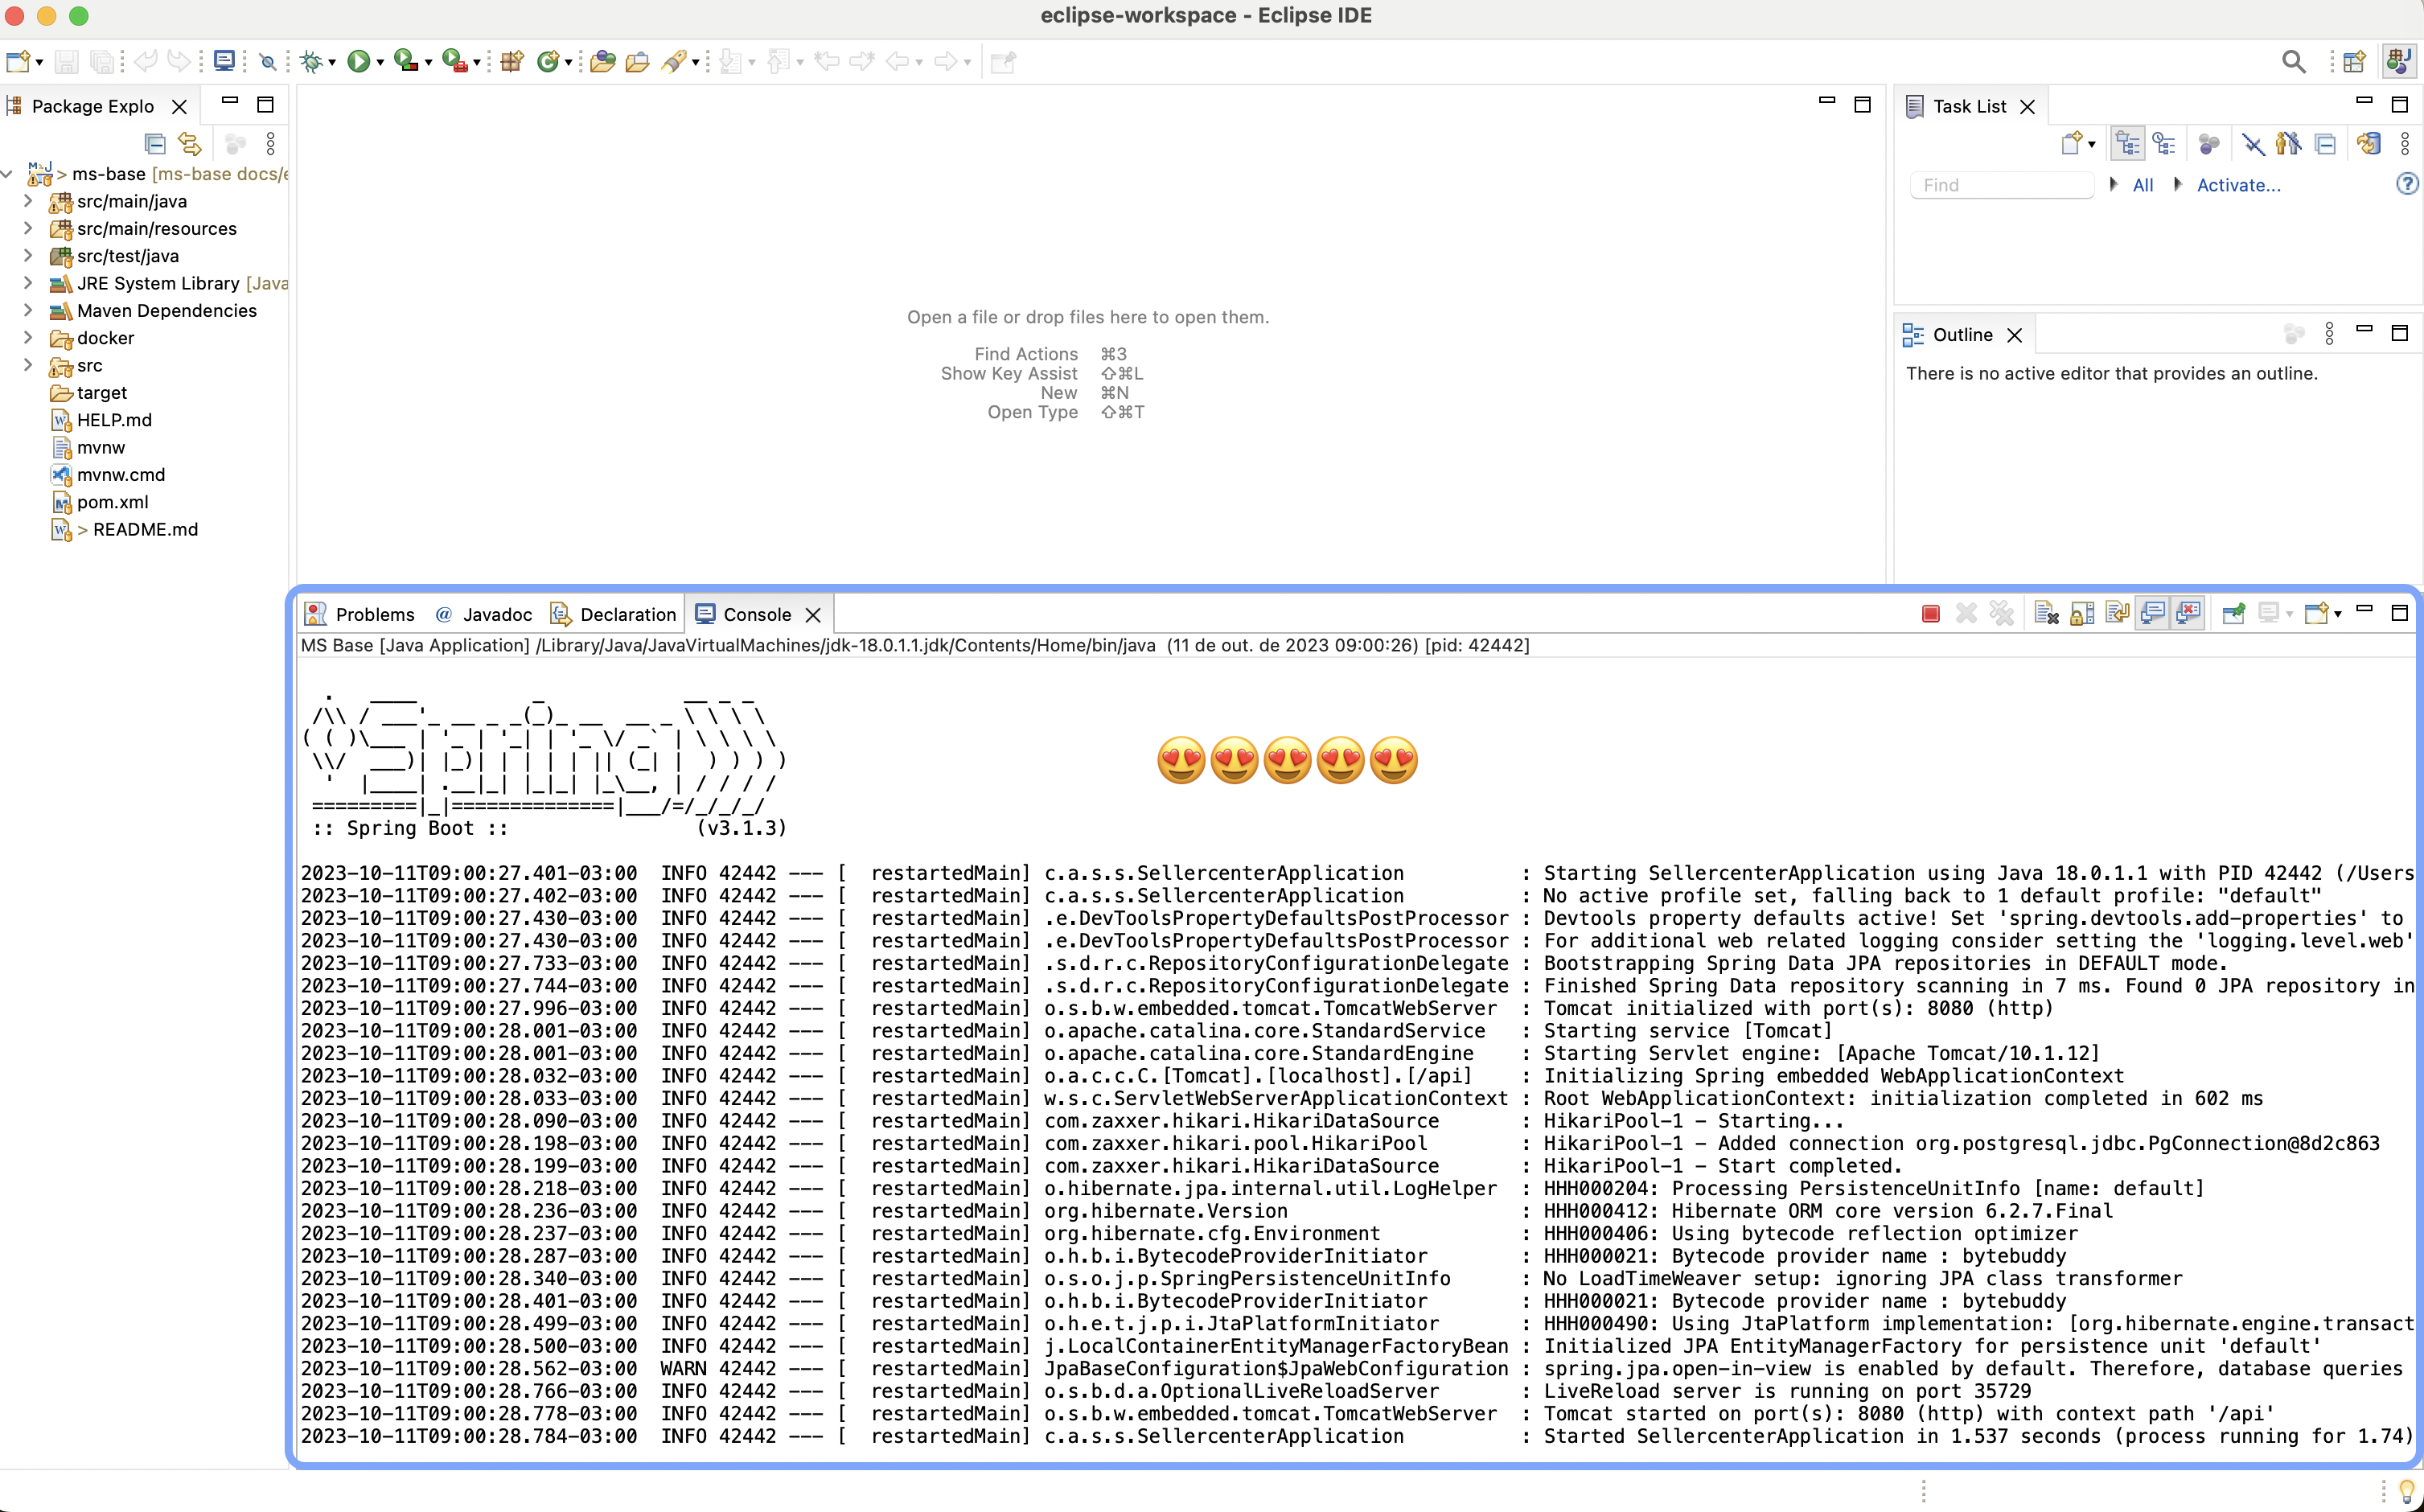 eclipse-workspace - Eclipse IDE
Package Explo
> ms-base [ms-base docs/e
src/main/java
src/main/resources
src/test/java
JRE System Library [Java
Maven Dependencies
docker
src
target
HELP.md
mvnw
mvnw.cmd
pom.xml
> README.md
Open a file or drop files here to open them.
Find Actions ⌘3
Show Key Assist ⇧⌘L
New ⌘N
Open Type ⇧⌘T
Task List
Find
All
Activate...
Outline
There is no active editor that provides an outline.
Problems
@ Javadoc
Declaration
Console
MS Base [Java Application] /Library/Java/JavaVirtualMachines/jdk-18.0.1.1.jdk/Contents/Home/bin/java (11 de out. de 2023 09:00:26) [pid: 42442]
Spring
😍😍😍😍😍
:: Spring Boot :: (v3.1.3)
2023-10-11T09:00:27.401-03:00 INFO 42442 --- [ restartedMain] c.a.s.s.SellercenterApplication : Starting SellercenterApplication using Java 18.0.1.1 with PID 42442 (/Users
2023-10-11T09:00:27.402-03:00 INFO 42442 --- [ restartedMain] c.a.s.s.SellercenterApplication : No active profile set, falling back to 1 default profile: "default"
2023-10-11T09:00:27.430-03:00 INFO 42442 --- [ restartedMain] .e.DevToolsPropertyDefaultsPostProcessor : Devtools property defaults active! Set 'spring.devtools.add-properties' to
2023-10-11T09:00:27.430-03:00 INFO 42442 --- [ restartedMain] .e.DevToolsPropertyDefaultsPostProcessor : For additional web related logging consider setting the 'logging.level.web'
2023-10-11T09:00:27.733-03:00 INFO 42442 --- [ restartedMain] .s.d.r.c.RepositoryConfigurationDelegate : Bootstrapping Spring Data JPA repositories in DEFAULT mode.
2023-10-11T09:00:27.744-03:00 INFO 42442 --- [ restartedMain] .s.d.r.c.RepositoryConfigurationDelegate : Finished Spring Data repository scanning in 7 ms. Found 0 JPA repository in
2023-10-11T09:00:27.996-03:00 INFO 42442 --- [ restartedMain] o.s.b.w.embedded.tomcat.TomcatWebServer : Tomcat initialized with port(s): 8080 (http)
2023-10-11T09:00:28.001-03:00 INFO 42442 --- [ restartedMain] o.apache.catalina.core.StandardService : Starting service [Tomcat]
2023-10-11T09:00:28.001-03:00 INFO 42442 --- [ restartedMain] o.apache.catalina.core.StandardEngine : Starting Servlet engine: [Apache Tomcat/10.1.12]
2023-10-11T09:00:28.032-03:00 INFO 42442 --- [ restartedMain] o.a.c.c.C.[Tomcat].[localhost].[/api] : Initializing Spring embedded WebApplicationContext
2023-10-11T09:00:28.033-03:00 INFO 42442 --- [ restartedMain] w.s.c.ServletWebServerApplicationContext : Root WebApplicationContext: initialization completed in 602 ms
2023-10-11T09:00:28.090-03:00 INFO 42442 --- [ restartedMain] com.zaxxer.hikari.HikariDataSource : HikariPool-1 - Starting...
2023-10-11T09:00:28.198-03:00 INFO 42442 --- [ restartedMain] com.zaxxer.hikari.pool.HikariPool : HikariPool-1 - Added connection org.postgresql.jdbc.PgConnection@8d2c863
2023-10-11T09:00:28.199-03:00 INFO 42442 --- [ restartedMain] com.zaxxer.hikari.HikariDataSource : HikariPool-1 - Start completed.
2023-10-11T09:00:28.218-03:00 INFO 42442 --- [ restartedMain] o.hibernate.jpa.internal.util.LogHelper : HHH000204: Processing PersistenceUnitInfo [name: default]
2023-10-11T09:00:28.236-03:00 INFO 42442 --- [ restartedMain] org.hibernate.Version : HHH000412: Hibernate ORM core version 6.2.7.Final
2023-10-11T09:00:28.237-03:00 INFO 42442 --- [ restartedMain] org.hibernate.cfg.Environment : HHH000406: Using bytecode reflection optimizer
2023-10-11T09:00:28.287-03:00 INFO 42442 --- [ restartedMain] o.h.b.i.BytecodeProviderInitiator : HHH000021: Bytecode provider name : bytebuddy
2023-10-11T09:00:28.340-03:00 INFO 42442 --- [ restartedMain] o.s.o.j.p.SpringPersistenceUnitInfo : No LoadTimeWeaver setup: ignoring JPA class transformer
2023-10-11T09:00:28.401-03:00 INFO 42442 --- [ restartedMain] o.h.b.i.BytecodeProviderInitiator : HHH000021: Bytecode provider name : bytebuddy
2023-10-11T09:00:28.499-03:00 INFO 42442 --- [ restartedMain] o.h.e.t.j.p.i.JtaPlatformInitiator : HHH000490: Using JtaPlatform implementation: [org.hibernate.engine.transact
2023-10-11T09:00:28.500-03:00 INFO 42442 --- [ restartedMain] j.LocalContainerEntityManagerFactoryBean : Initialized JPA EntityManagerFactory for persistence unit 'default'
2023-10-11T09:00:28.562-03:00 WARN 42442 --- [ restartedMain] JpaBaseConfiguration$JpaWebConfiguration : spring.jpa.open-in-view is enabled by default. Therefore, database queries
2023-10-11T09:00:28.766-03:00 INFO 42442 --- [ restartedMain] o.s.b.d.a.OptionalLiveReloadServer : LiveReload server is running on port 35729
2023-10-11T09:00:28.778-03:00 INFO 42442 --- [ restartedMain] o.s.b.w.embedded.tomcat.TomcatWebServer : Tomcat started on port(s): 8080 (http) with context path '/api'
2023-10-11T09:00:28.784-03:00 INFO 42442 --- [ restartedMain] c.a.s.s.SellercenterApplication : Started SellercenterApplication in 1.537 seconds (process running for 1.74)